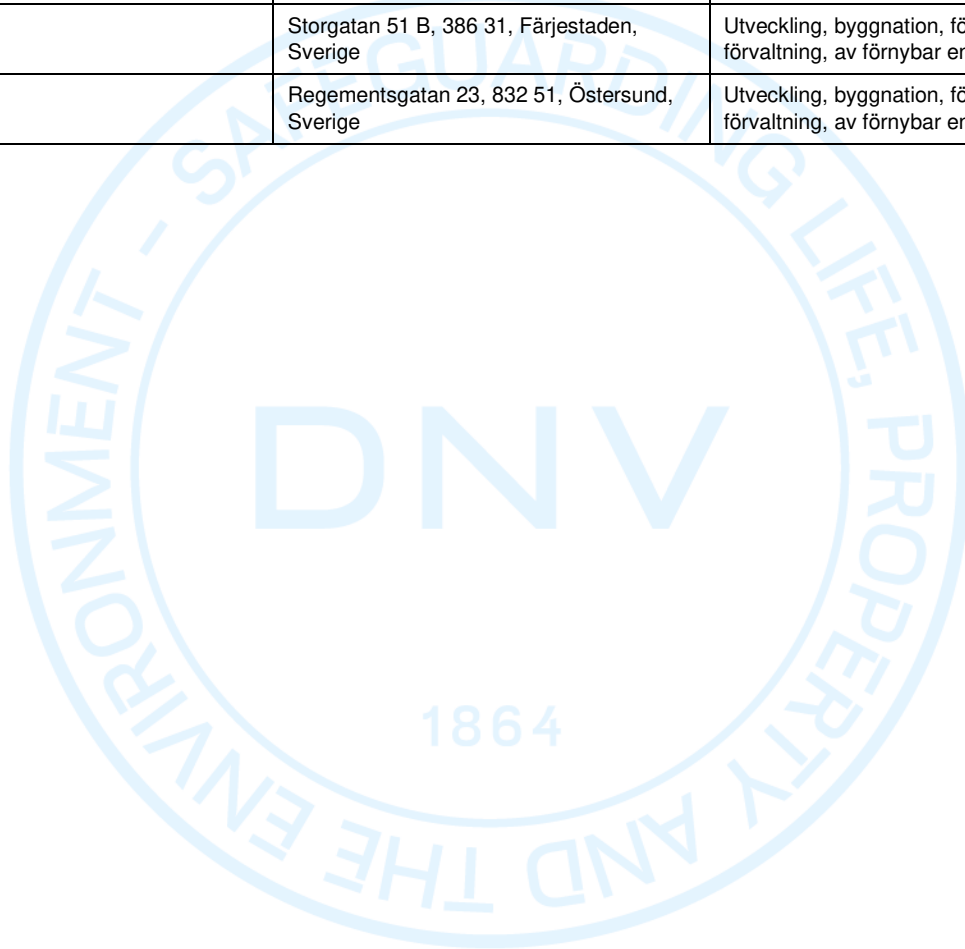 Storgatan 51 B, 386 31, Färjestaden,
Sverige
Utveckling, byggnation,
förvaltning, av förnybar
Regementsgatan 23, 832 51, Östersund,
Sverige
Utveckling, byggnation,
förvaltning, av förnybar
SAFEGUARDING LIFE, PROPERTY AND THE ENVIRONMENT -
DNV
1864